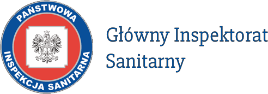 PAŃSTWOWA
INSPEKCJA SANITARNA
Główny Inspektorat
Sanitarny